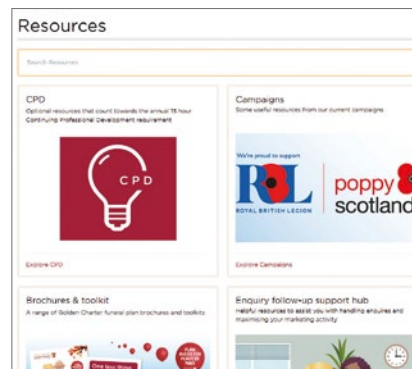 Resources
Search Resources
CPD
Optional resources that count towards the annual 15 hour
Continuing Professional Development requirement
CPD
Explore CPD
Campaigns
Some useful resources from our current campaigns
We're proud to support
RBL
ROYAL BRITISH LEGION
poppy
scotland
Explore Campaigns
Brochures & toolkit
A range of Golden Charter funeral plan brochures and toolkits
Enquiry follow-up support hub
Helpful resources to assist you with handling enquires and
maximising your marketing activity